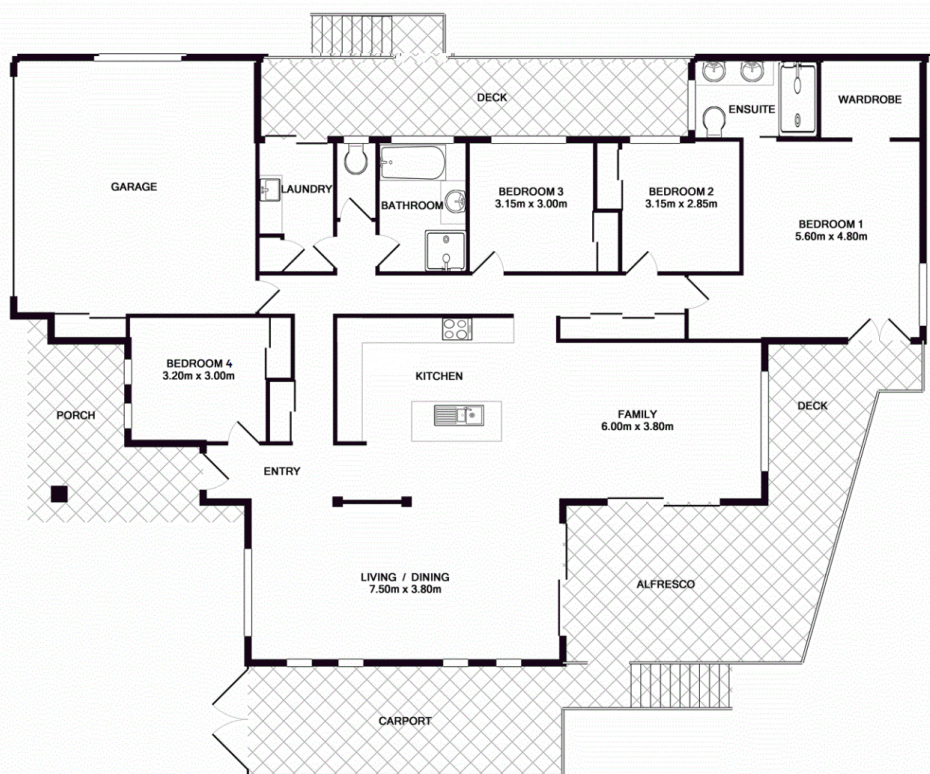 DECK
ENSUITE
WARDROBE
GARAGE
LAUNDRY
BATHROOM
BEDROOM 3
3.15m x 3.00m
BEDROOM 2
3.15m x 2.85m
BEDROOM 1
5.60m x 4.80m
BEDROOM 4
3.20m x 3.00m
KITCHEN
PORCH
FAMILY
6.00m x 3.80m
DECK
ENTRY
LIVING / DINING
7.50m x 3.80m
ALFRESCO
CARPORT